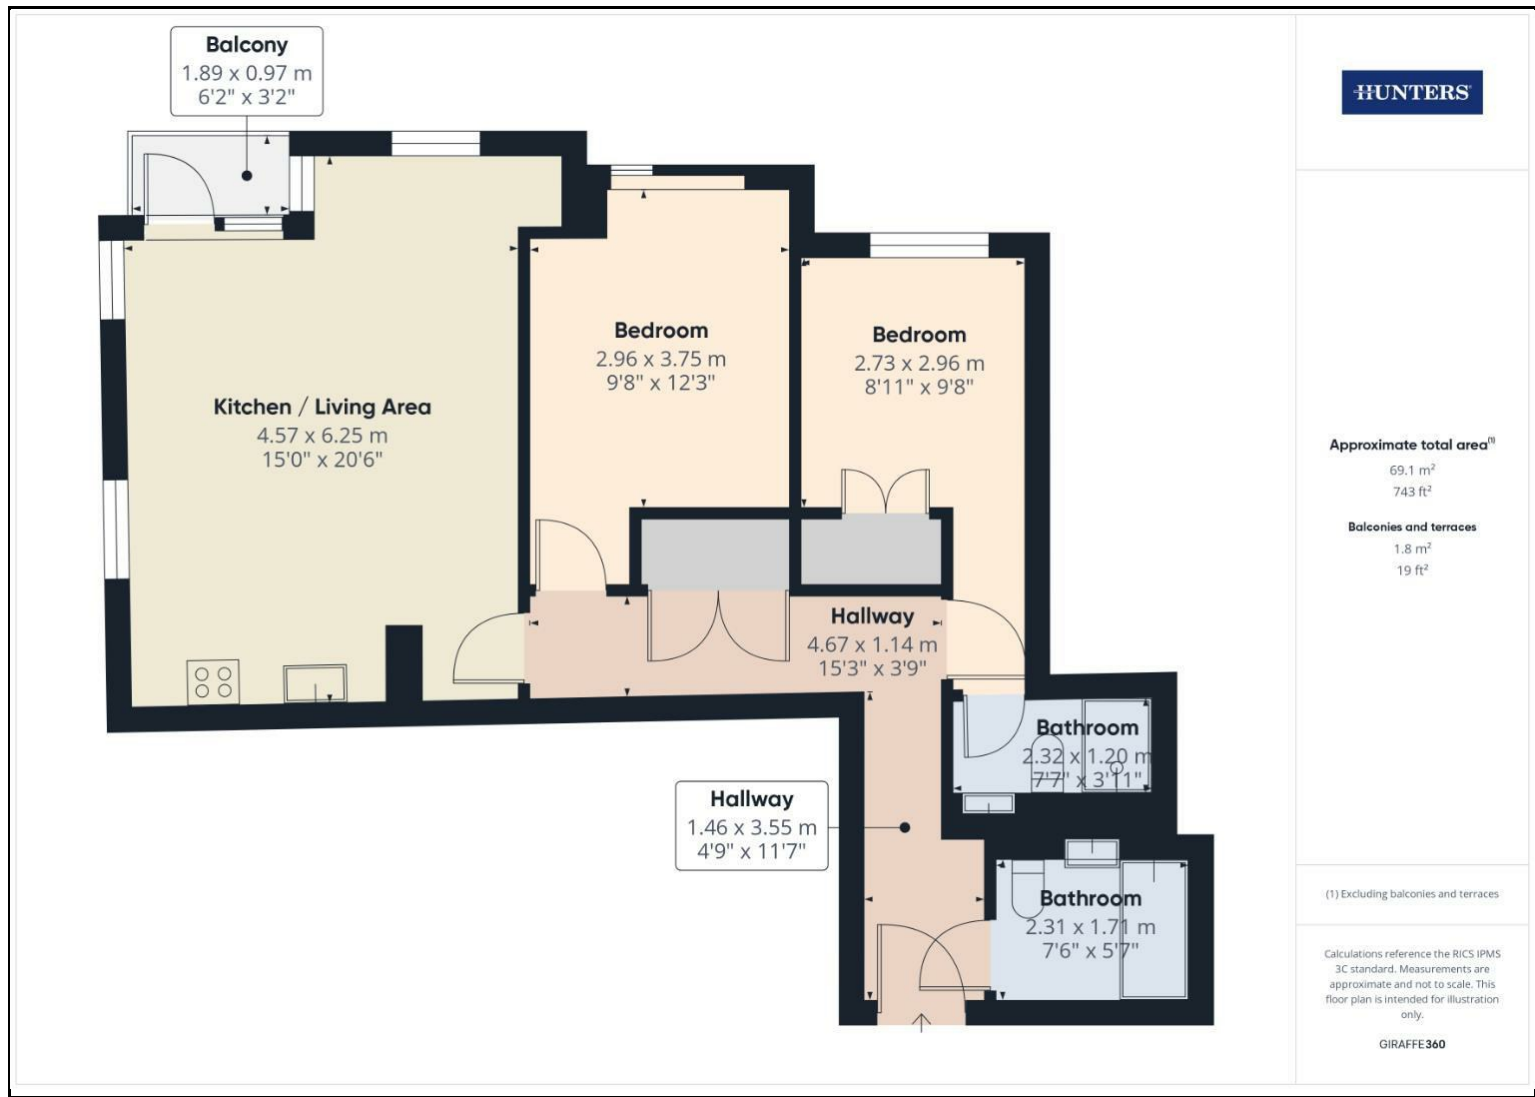 Balcony
1.89 x 0.97 m
6'2" x 3'2"
Bedroom
2.96 x 3.75 m
9'8" x 12'3"
Bedroom
2.73 x 2.96 m
8'11" x 9'8"
Kitchen / Living Area
4.57 x 6.25 m
15'0" x 20'6"
Hallway
4.67 x 1.14 m
15'3" x 3'9"
Bathroom
2.32 x 1.20 m
7'7" x 3'11"
Hallway
1.46 x 3.55 m
4'9" x 11'7"
Bathroom
2.31 x 1.71 m
7'6" x 5'7"
HUNTERS
Approximate total area(1)
69.1 m²
743 ft²
Balconies and terraces
1.8 m²
19 ft²
(1) Excluding balconies and terraces
Calculations reference the RICS IPMS
3C standard. Measurements are
approximate and not to scale. This
floor plan is intended for illustration
only.
GIRAFFE360